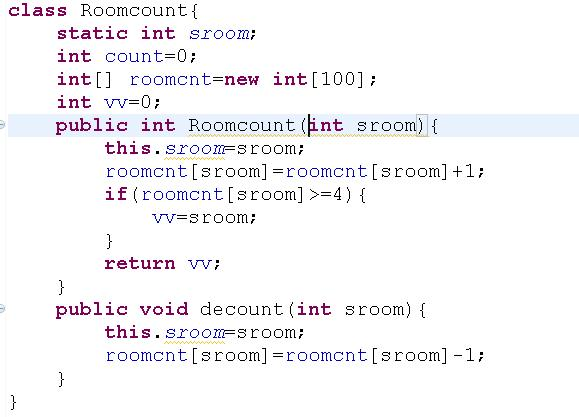 class Roomcount{
    static int sroom;
    int count=0;
    int[] roomcnt=new int[100];
    int vv=0;
    public int Roomcount(int sroom){
        this.sroom=sroom;
        roomcnt[sroom]=roomcnt[sroom]+1;
        if(roomcnt[sroom]>=4){
            vv=sroom;
        }
        return vv;
    }
    public void decount(int sroom){
        this.sroom=sroom;
        roomcnt[sroom]=roomcnt[sroom]-1;
    }
}